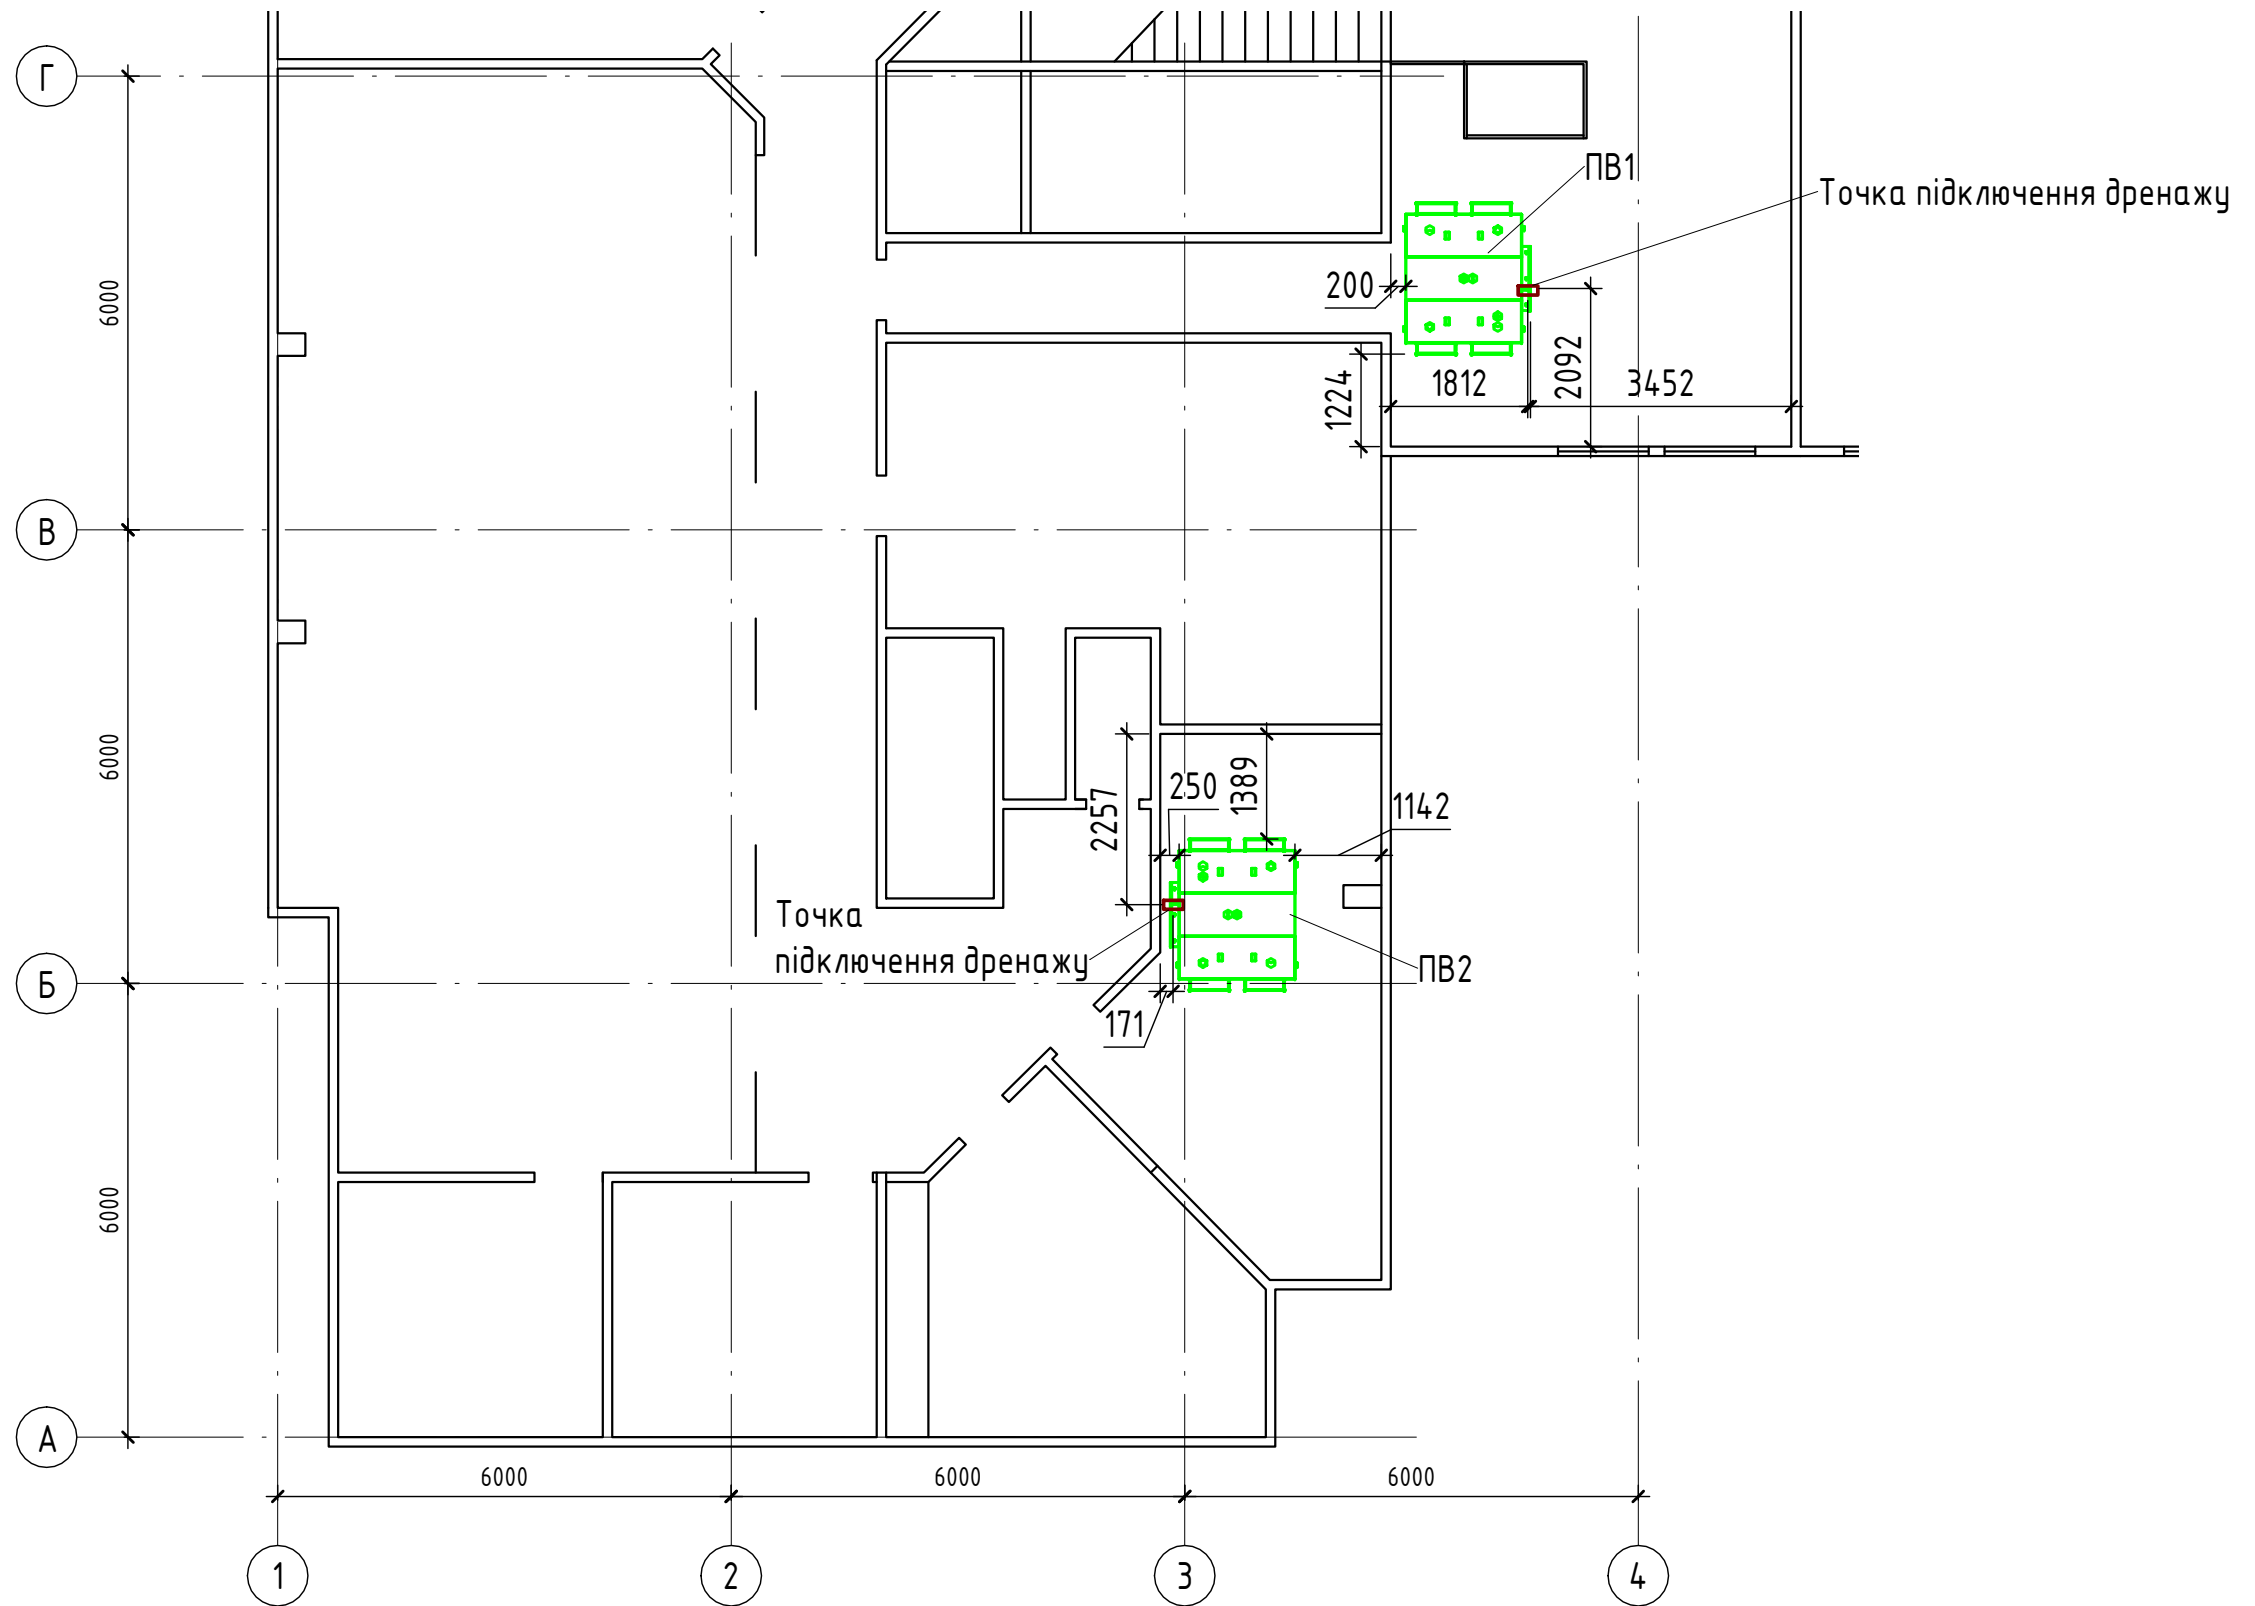 Г
ПВ1
Точка підключення дренажу
200
6000
2092
1812
3452
1224
В
6000
250
1389
2257
1142
Точка
підключення дренажу
ПВ2
Б
171
6000
А
6000
6000
6000
1
2
3
4